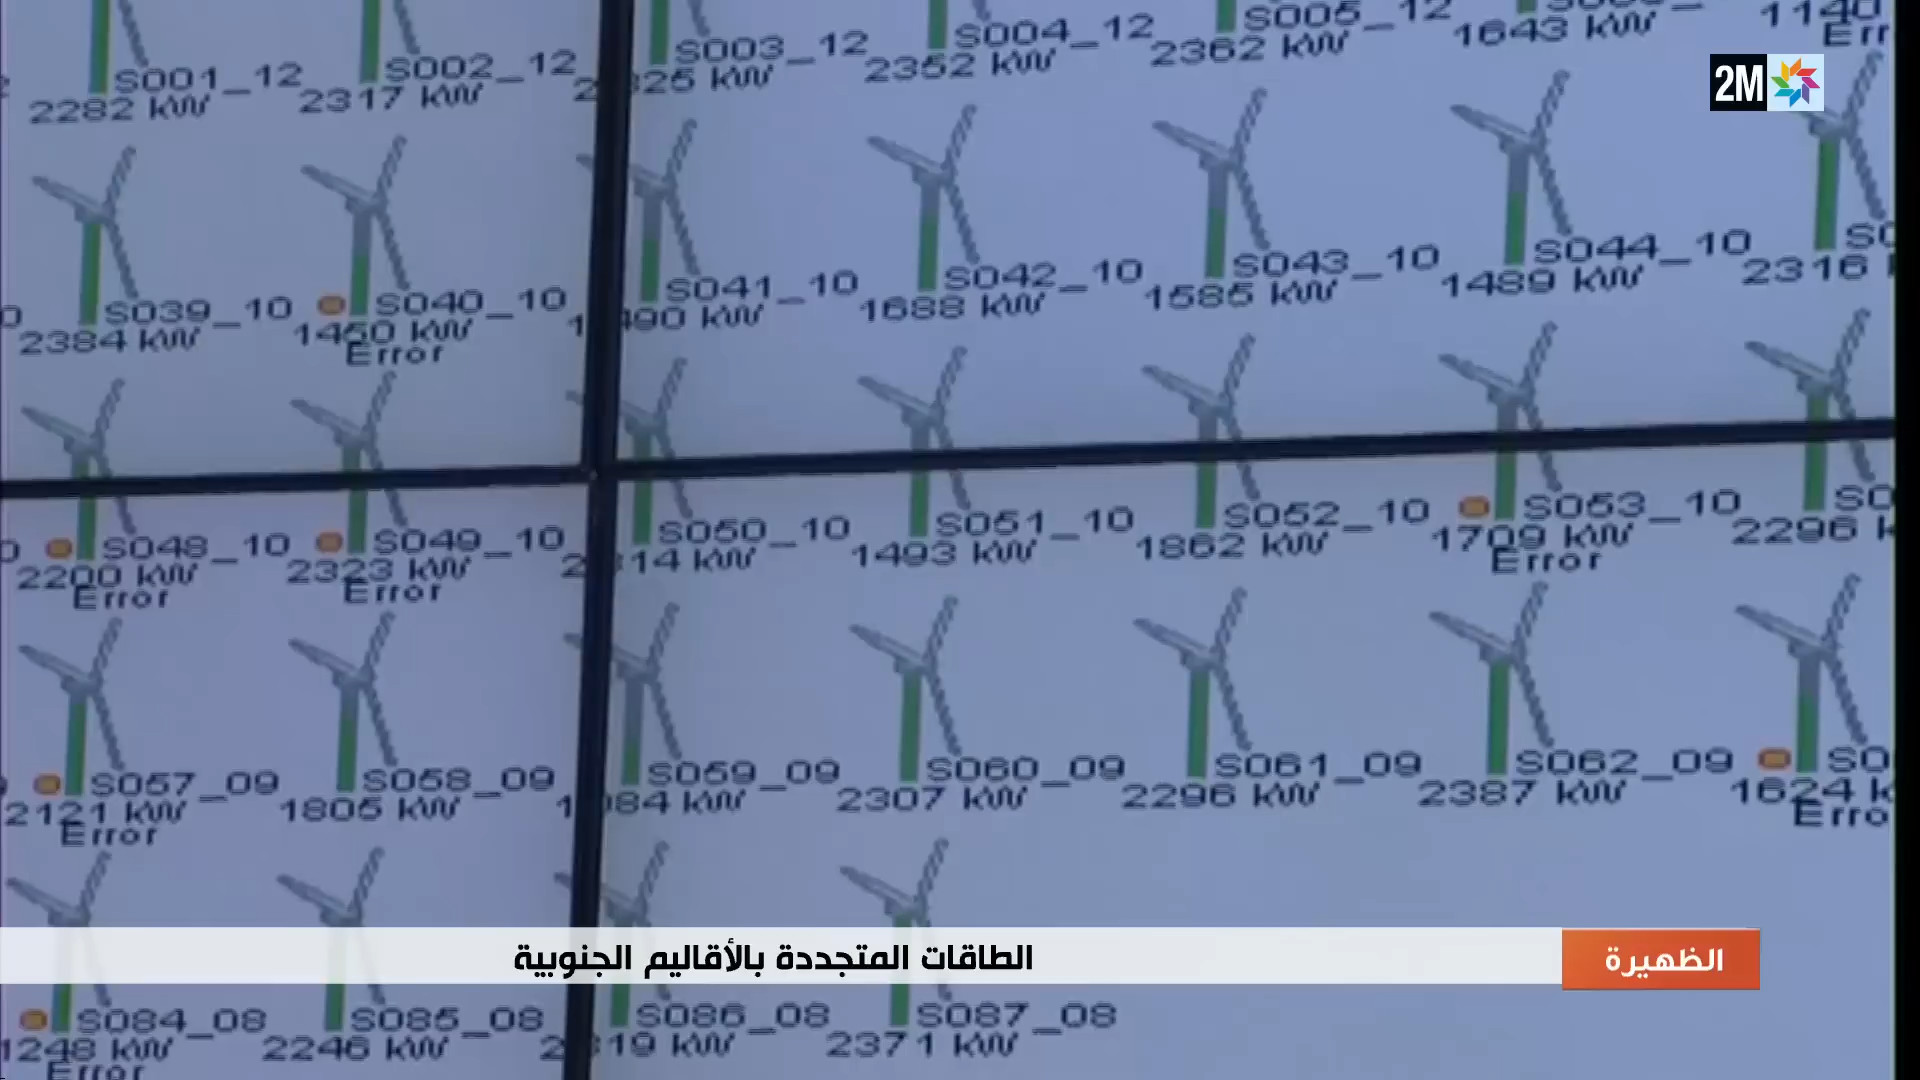 S003_12
S004_12
S005_12
1140
2M
S001_12
S002_12
2352 kW
2362 kW
1643 kW
2282 kW
2317 kW
S039_10
S040_10
S041_10
S042_10
S043_10
S044_10
2384 kW
1450 kW
Error
1688 kW
1585 kW
1489 kW
2316
S048_10
S049_10
S050_10
S051_10
S052_10
S053_10
2200 kW
Error
2323 kW
Error
1493 kW
1862 kW
1709 kW
Error
2296
S057_09
S058_09
S059_09
S060_09
S061_09
S062_09
2121 kW
Error
1805 kW
2307 kW
2296 kW
2387 kW
1624
الظهيرة
الطاقات المتجددة بالأقاليم الجنوبية
S084_08
S085_08
S086_08
S087_08
1248 kW
Error
2246 kW
2371 kW